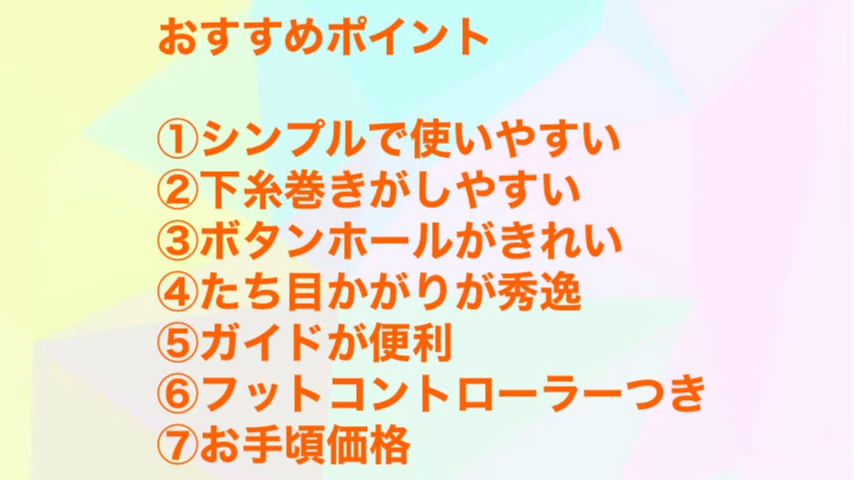 おすすめポイント
①シンプルで使いやすい
②下糸巻きがしやすい
③ボタンホールがきれい
④たち目かがりが秀逸
⑤ガイドが便利
⑥フットコントローラーつき
⑦お手頃価格